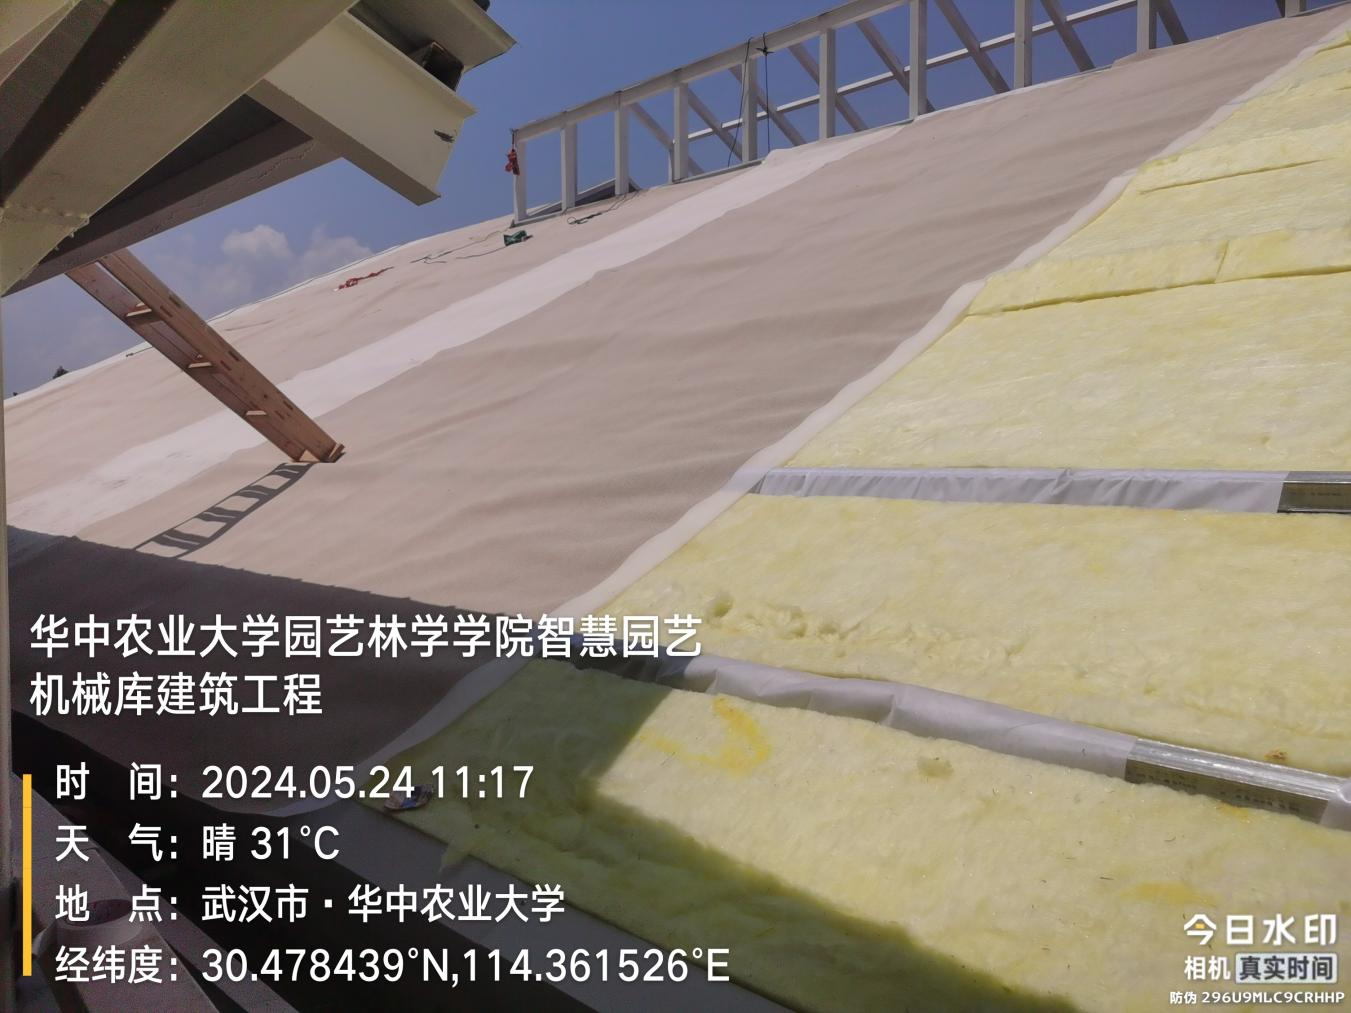 华中农业大学园艺林学学院智慧园艺
机械库建筑工程
时 间：2024.05.24 11:17
天 气：晴 31°C
地 点：武汉市·华中农业大学
经纬度：30.478439°N,114.361526°E
今日水印
相机 真实时间
防伪 296U9MLC9CRHHP